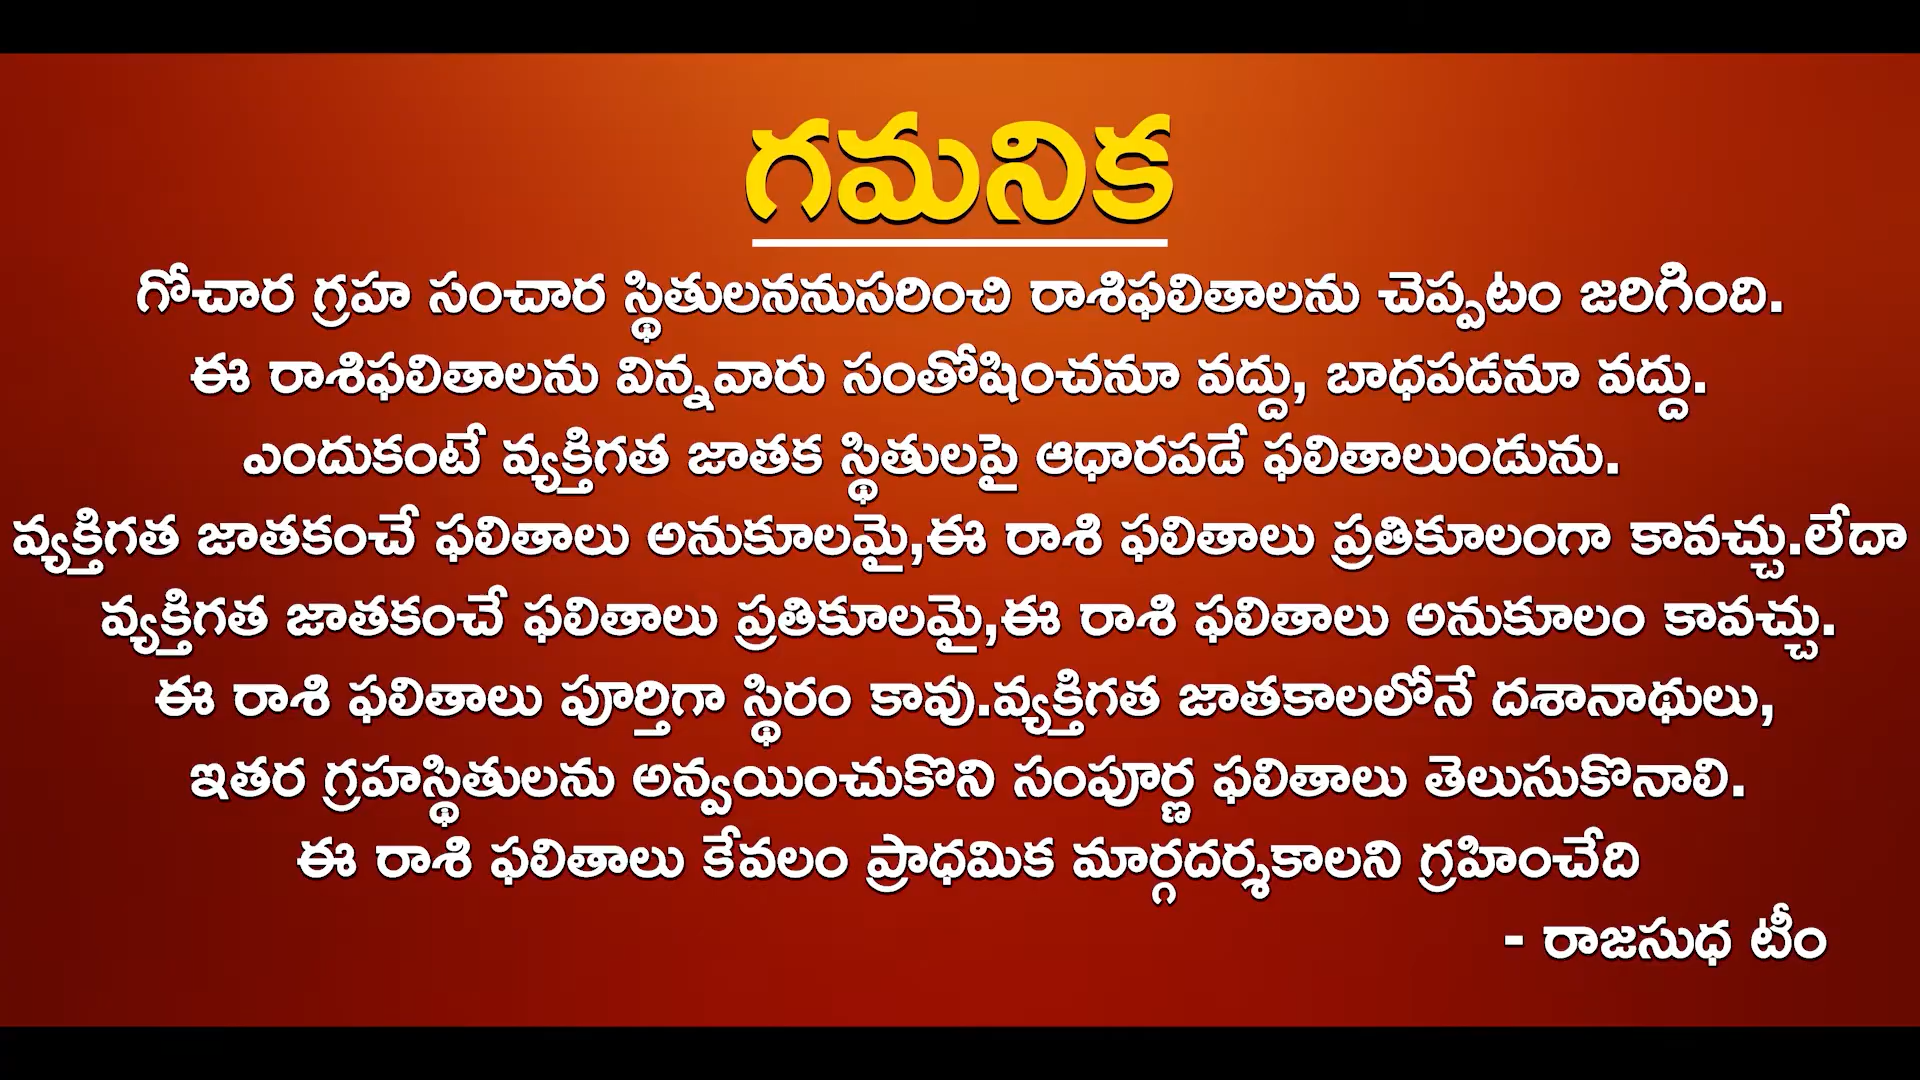 గమనిక
గోచార గ్రహ సంచార స్థితులననుసరించి రాశిఫలితాలను చెప్పటం జరిగింది.
ఈ రాశిఫలితాలను విన్నవారు సంతోషించనూ వద్దు, బాధపడనూ వద్దు.
ఎందుకంటే వ్యక్తిగత జాతక స్థితులపై ఆధారపడే ఫలితాలుండును.
వ్యక్తిగత జాతకంచే ఫలితాలు అనుకూలమై,ఈ రాశి ఫలితాలు ప్రతికూలంగా కావచ్చు.లేదా
వ్యక్తిగత జాతకంచే ఫలితాలు ప్రతికూలమై,ఈ రాశి ఫలితాలు అనుకూలం కావచ్చు.
ఈ రాశి ఫలితాలు పూర్తిగా స్థిరం కావు.వ్యక్తిగత జాతకాలలోనే దశానాథులు,
ఇతర గ్రహస్థితులను అన్వయించుకొని సంపూర్ణ ఫలితాలు తెలుసుకొనాలి.
ఈ రాశి ఫలితాలు కేవలం ప్రాధమిక మార్గదర్శకాలని గ్రహించేది
- రాజసుధ టీం